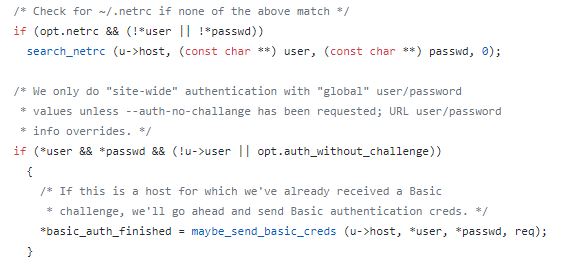 /* Check for ~/.netrc if none of the above match */
if (opt.netrc && (!*user || !*passwd))
search_netrc (u->host, (const char **) user, (const char **) passwd, 0);
/* We only do "site-wide" authentication with "global" user/password
* values unless --auth-no-challange has been requested; URL user/password
* info overrides. */
if (*user && *passwd && (!u->user || opt.auth_without_challenge))
{
/* If this is a host for which we've already received a Basic
* challenge, we'll go ahead and send Basic authentication creds. */
*basic_auth_finished = maybe_send_basic_creds (u->host, *user, *passwd, req);
}